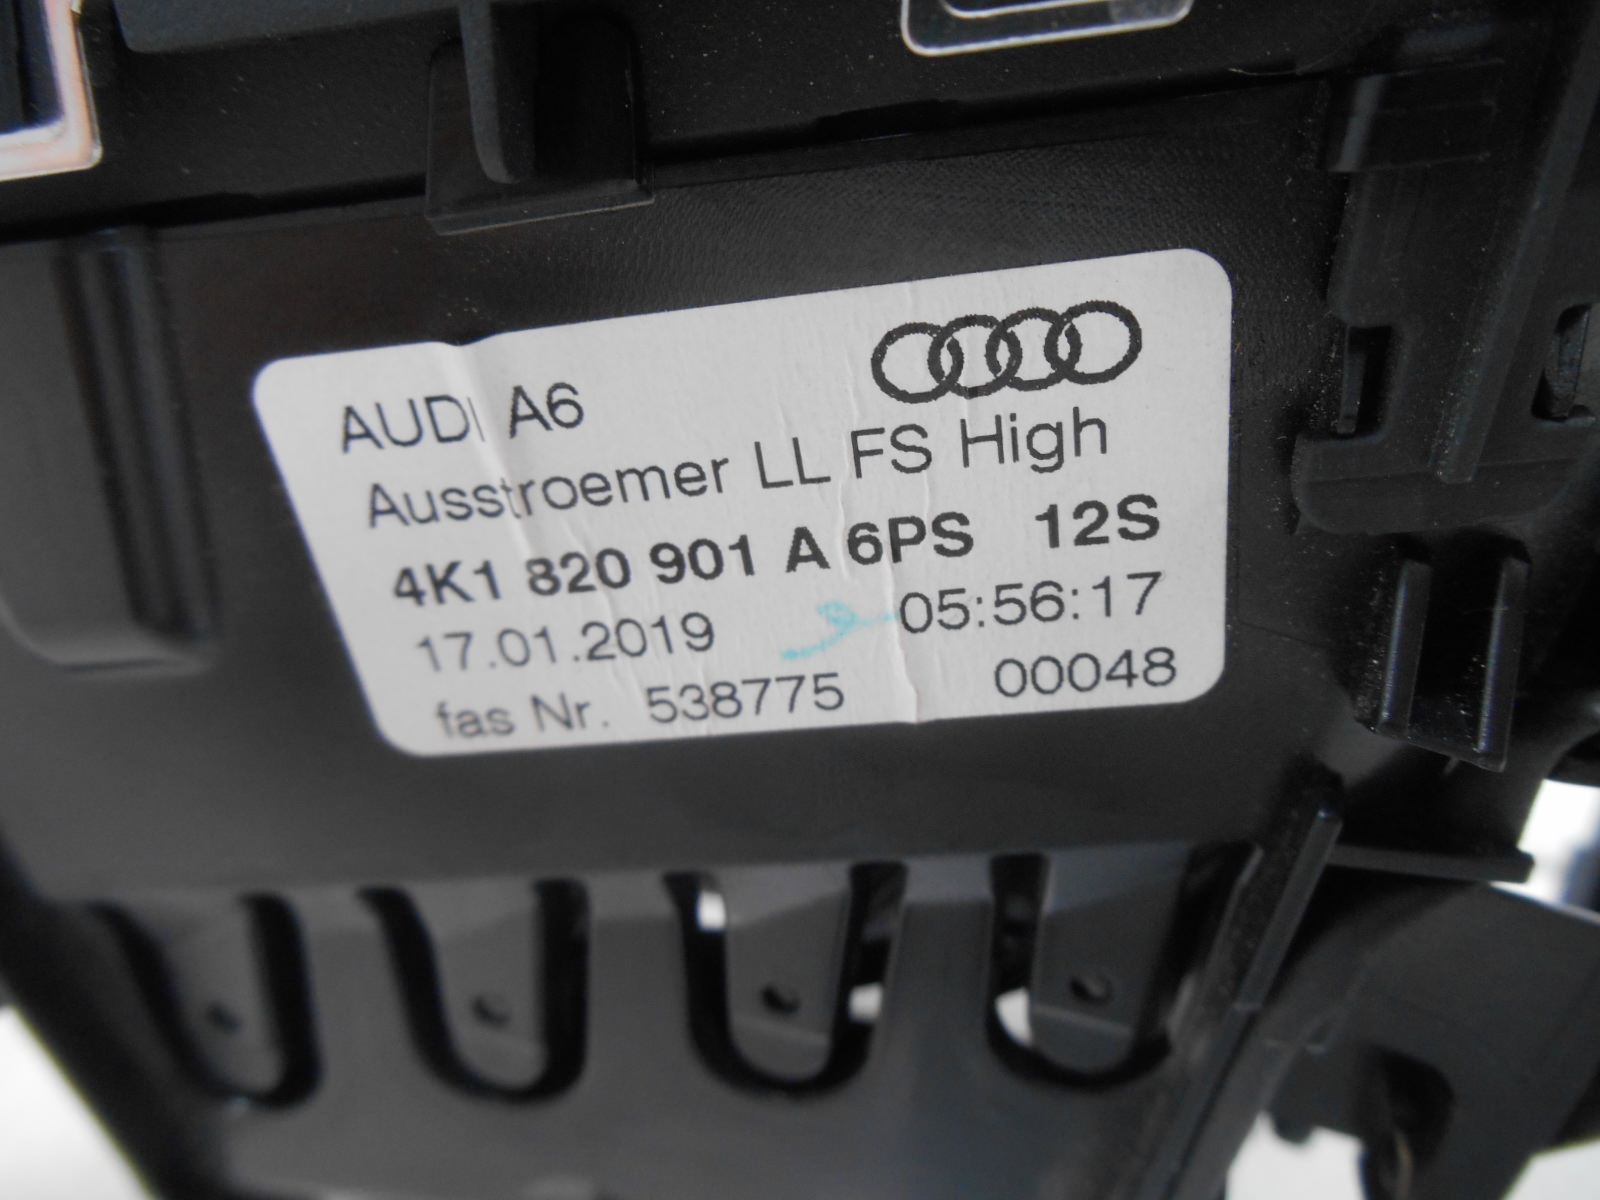 AUDI A6
Ausstroemer LL FS High
4K1 820 901 A 6PS 12S
17.01.2019 05:56:17
fas Nr. 538775 00048